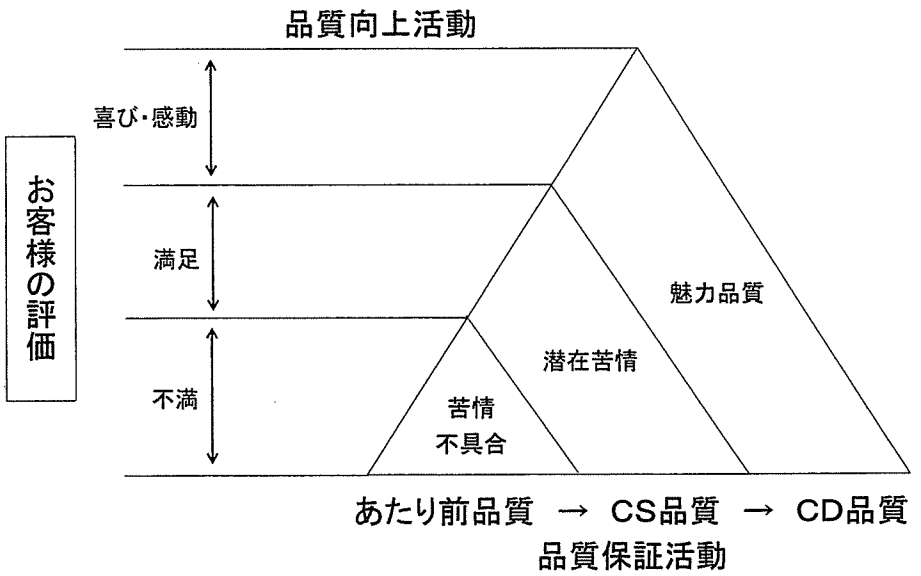 品質向上活動
喜び・感動
お客様の評価
満足
魅力品質
潜在苦情
不満
苦情
不具合
あたり前品質 → CS品質 → CD品質
品質保証活動